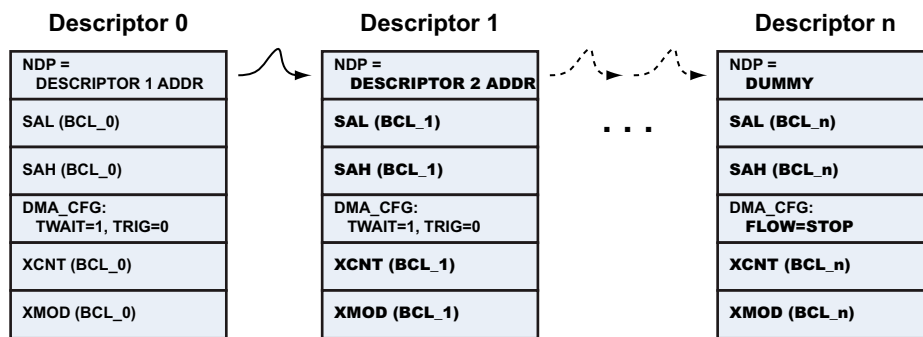 Descriptor 0
NDP =
DESCRIPTOR 1 ADDR
SAL (BCL_0)
SAH (BCL_0)
DMA_CFG:
TWAIT=1, TRIG=0
XCNT (BCL_0)
XMOD (BCL_0)
Descriptor 1
NDP =
DESCRIPTOR 2 ADDR
SAL (BCL_1)
SAH (BCL_1)
DMA_CFG:
TWAIT=1, TRIG=0
XCNT (BCL_1)
XMOD (BCL_1)
. . .
Descriptor n
NDP =
DUMMY
SAL (BCL_n)
SAH (BCL_n)
DMA_CFG:
FLOW=STOP
XCNT (BCL_n)
XMOD (BCL_n)